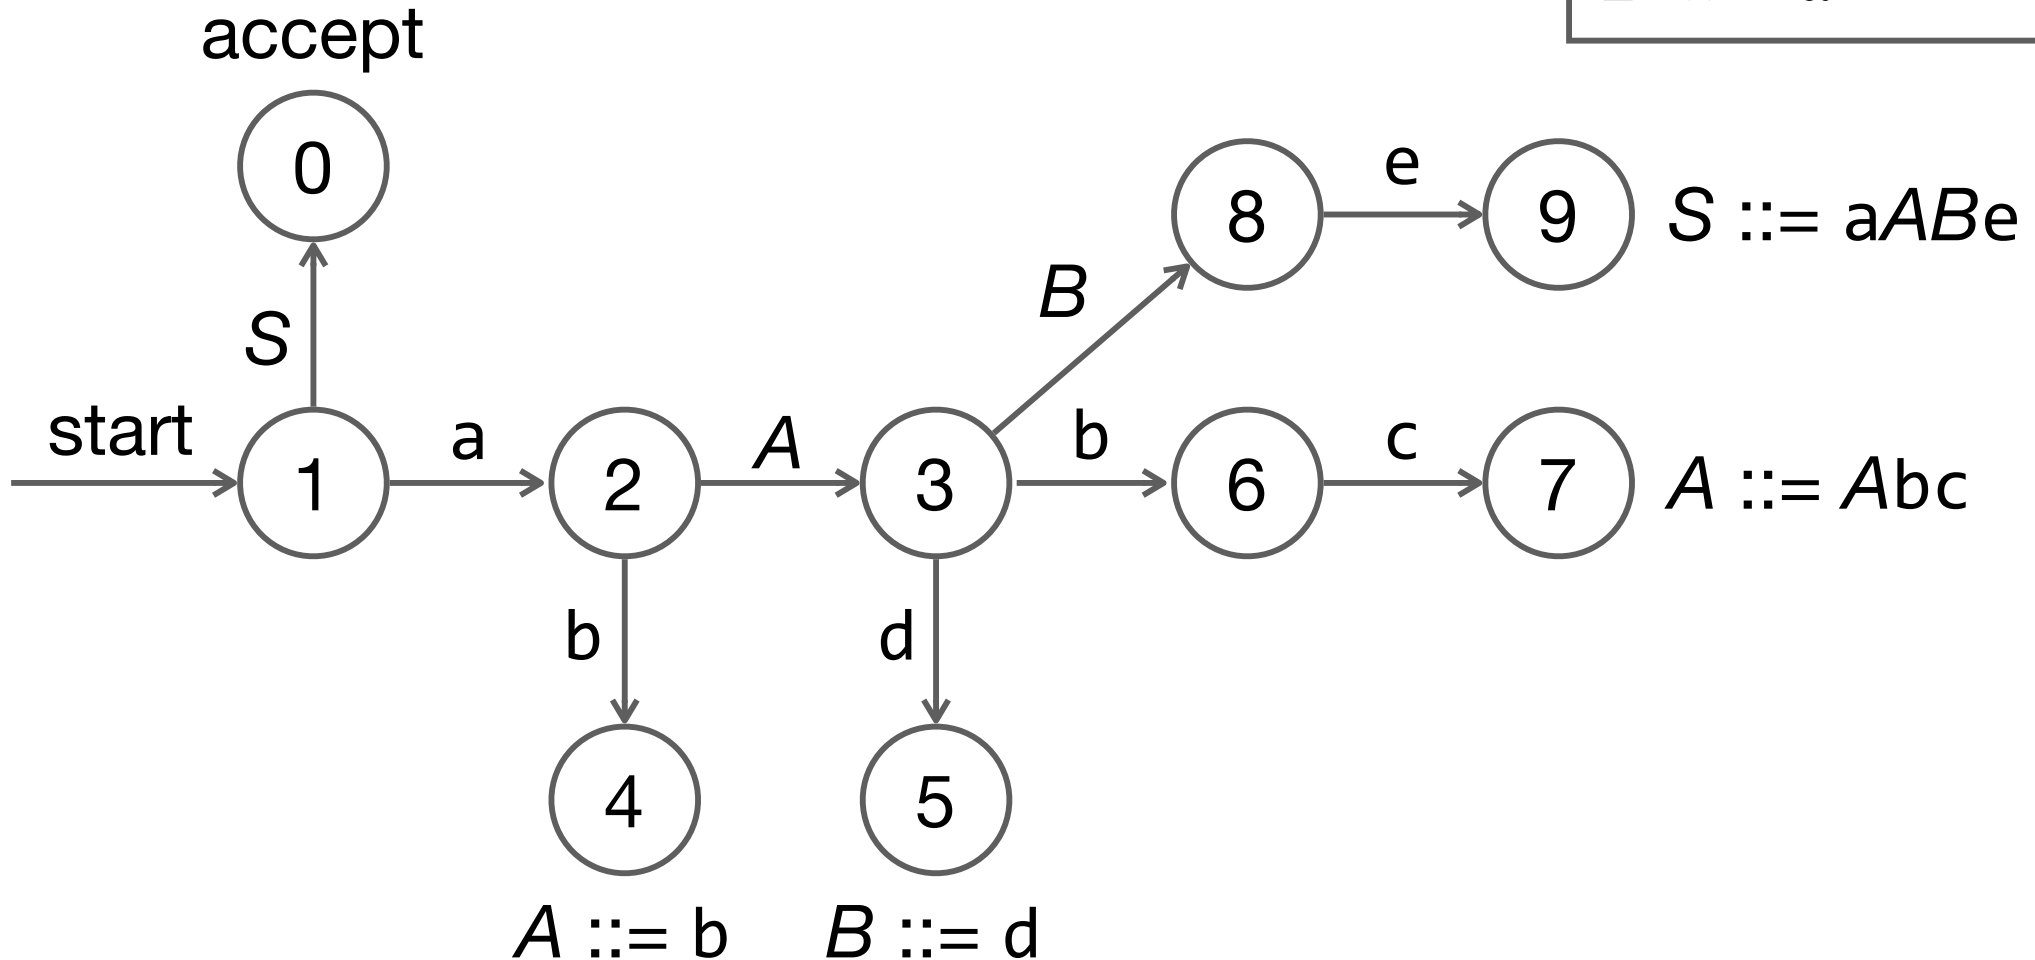 accept
0
8
e
9
S ::= aABe
B
S
start
1
a
2
A
3
b
6
c
7
A ::= Abc
b
d
4
5
A ::= b
B ::= d